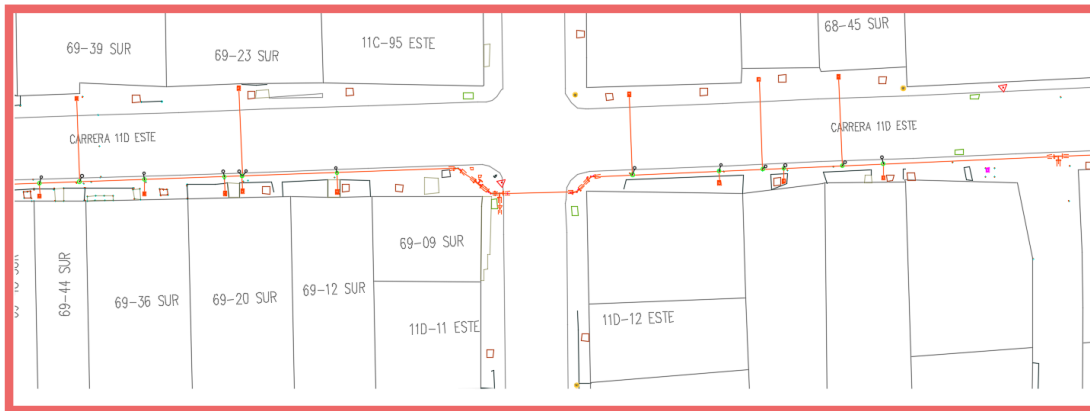 69-39 SUR
69-23 SUR
11C-95 ESTE
68-45 SUR
CARRERA 11D ESTE
CARRERA 11D ESTE
69-44 SUR
69-36 SUR
69-20 SUR
69-12 SUR
69-09 SUR
11D-11 ESTE
11D-12 ESTE